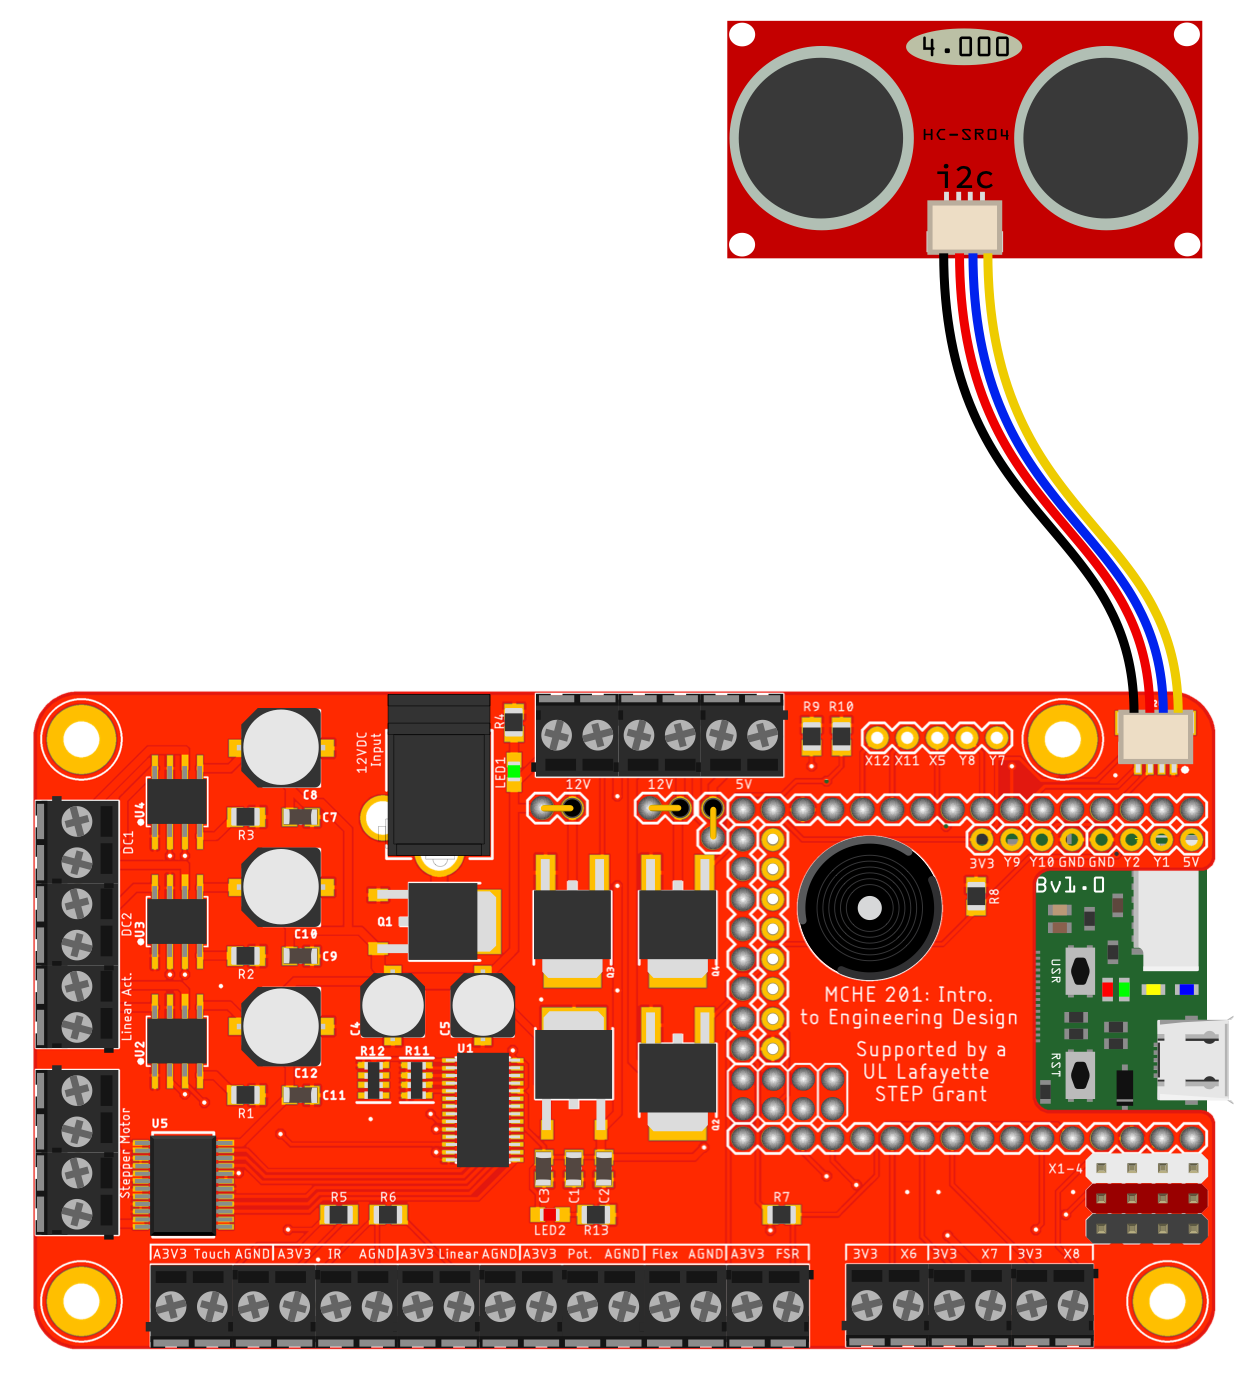 4.000
HC-SR04
i2c
R4
12VDC
Input
LED1
12V
12V
5V
R9
R10
X12
X11
X5
Y8
Y7
3V3
Y9
Y10
GND
GND
Y2
Y1
5V
DC1
DC2
Linear Act.
Stepper Motor
U4
U3
U2
U5
C8
R3
C7
C10
R2
C9
C12
R1
C11
Q1
Q3
Q4
Q2
C4
C5
R12
R11
U1
R8
Bv1.0
USR
RST
MCHE 201: Intro.
to Engineering Design
Supported by a
UL Lafayette
STEP Grant
X1-4
C3
C1
C2
LED2
R13
R5
R6
R7
A3V3 Touch AGND
A3V3 IR AGND
A3V3 Linear AGND
A3V3 Pot. AGND
Flex AGND
A3V3 FSR
3V3 X6
3V3 X7
3V3 X8